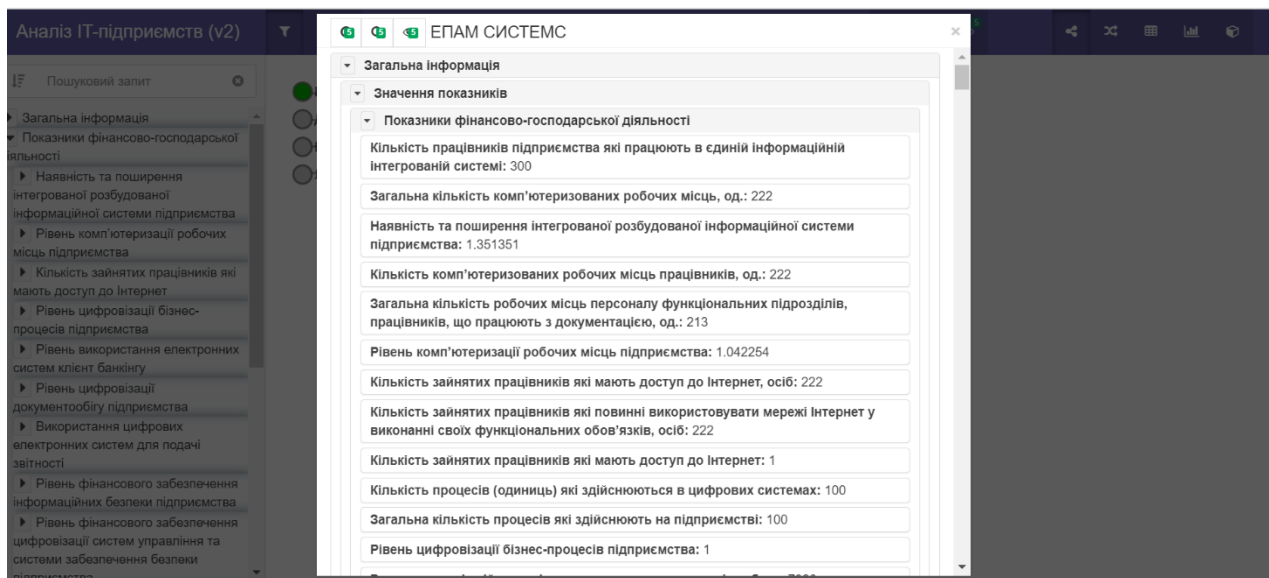 Аналіз ІТ-підприємств (v2)
ЕПАМ СИСТЕМС
×
Пошуковий запит
Загальна інформація
Показники фінансово-господарської
Наявність та поширення
інтегрованої розбудованої
інформаційної системи підприємства
Рівень комп'ютеризації робочих
місць підприємства
Кількість зайнятих працівників які
мають доступ до Інтернет
Рівень цифровізації бізнес-
процесів підприємства
Рівень використання електронних
систем клієнт банкінгу
Рівень цифровізації
документообігу підприємства
Використання цифрових
електронних систем для подачі
звітності
Рівень фінансового забезпечення
інформаційних безпеки підприємства
Рівень фінансового забезпечення
цифровізації систем управління та
системи забезпечення безпеки
Загальна інформація
Значення показників
Показники фінансово-господарської діяльності
Кількість працівників підприємства які працюють в єдиній інформаційній
інтегрованій системі: 300
Загальна кількість комп’ютеризованих робочих місць, од.: 222
Наявність та поширення інтегрованої розбудованої інформаційної системи
підприємства: 1.351351
Кількість комп’ютеризованих робочих місць працівників, од.: 222
Загальна кількість робочих місць персоналу функціональних підрозділів,
працівників, що працюють з документацією, од.: 213
Рівень комп’ютеризації робочих місць підприємства: 1.042254
Кількість зайнятих працівників які мають доступ до Інтернет, осіб: 222
Кількість зайнятих працівників які повинні використовувати мережі Інтернет у
виконанні своїх функціональних обов’язків, осіб: 222
Кількість зайнятих працівників які мають доступ до Інтернет: 1
Кількість процесів (одиниць) які здійснюються в цифрових системах: 100
Загальна кількість процесів які здійснюють на підприємстві: 100
Рівень цифровізації бізнес-процесів підприємства: 1